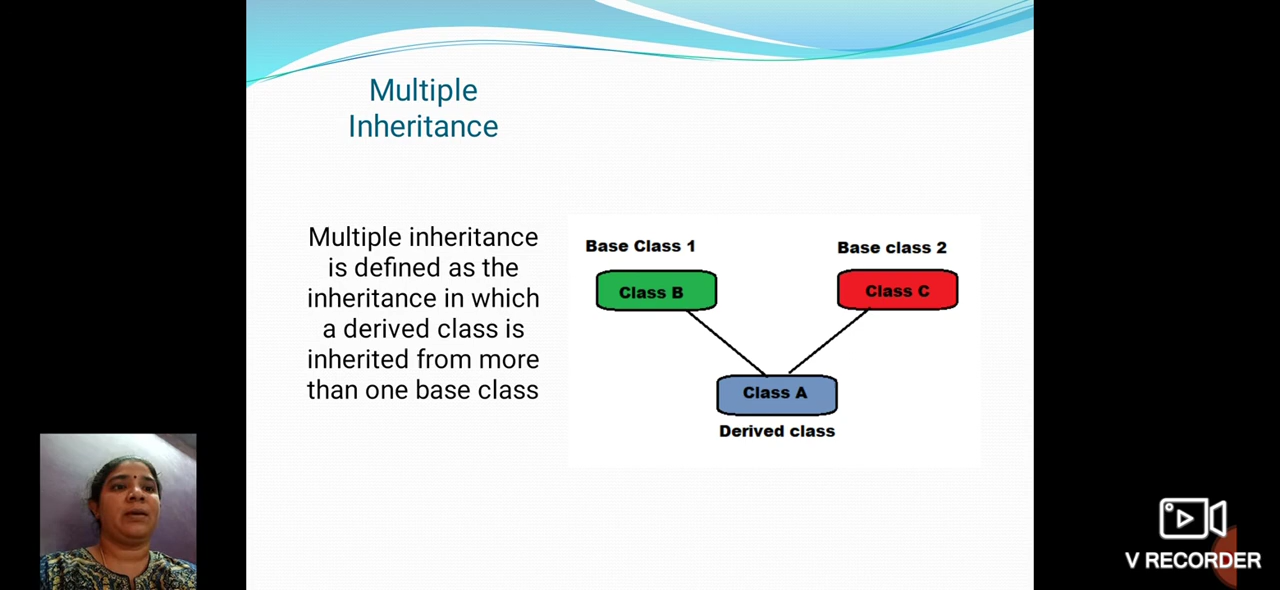 Multiple
Inheritance
Multiple inheritance
is defined as the
inheritance in which
a derived class is
inherited from more
than one base class
Base Class 1
Base class 2
Class B
Class C
Class A
Derived class
V RECORDER